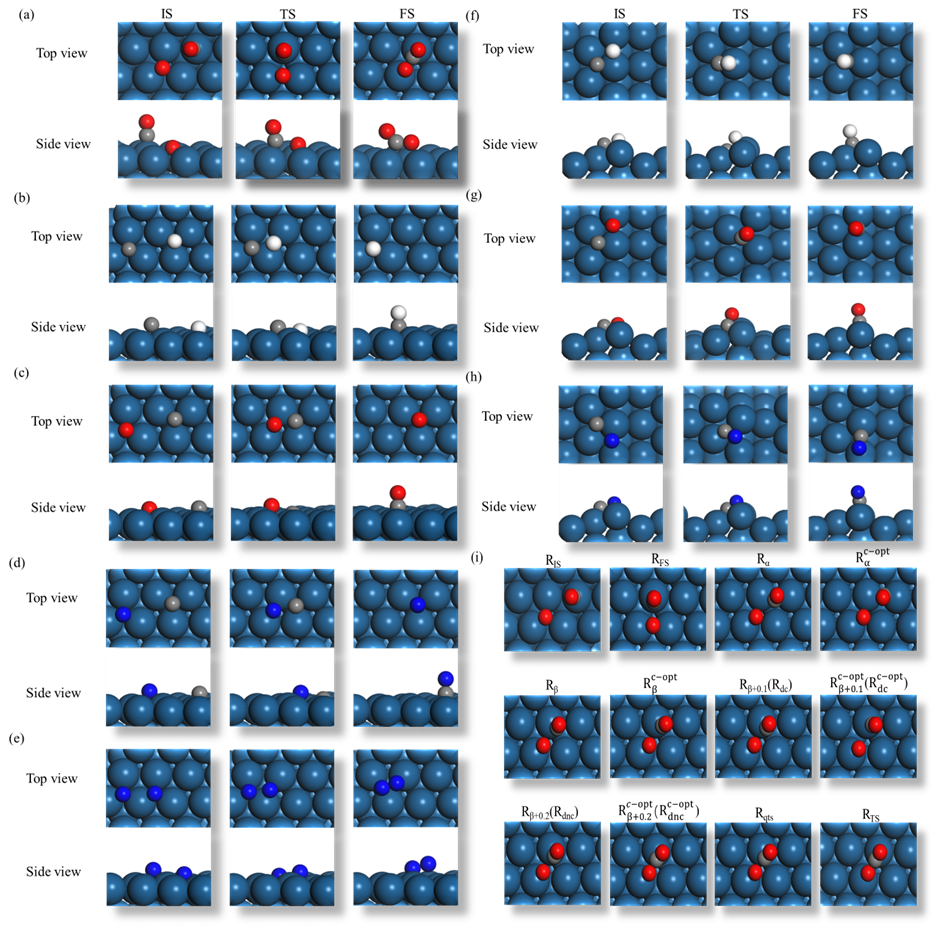 (a)
IS
TS
FS
Top view
Side view
(b)
Top view
Side view
(c)
Top view
Side view
(d)
Top view
Side view
(e)
Top view
Side view
(f)
IS
TS
FS
Top view
Side view
(g)
Top view
Side view
(h)
Top view
Side view
(i)
R_IS
R_FS
R_α
R_α^c-opt
R_β
R_β^c-opt
R_β+0.1(R_dc)
R_β+0.1^c-opt(R_dc^c-opt)
R_β+0.2(R_dnc)
R_β+0.2^c-opt(R_dnc^c-opt)
R_qts
R_TS